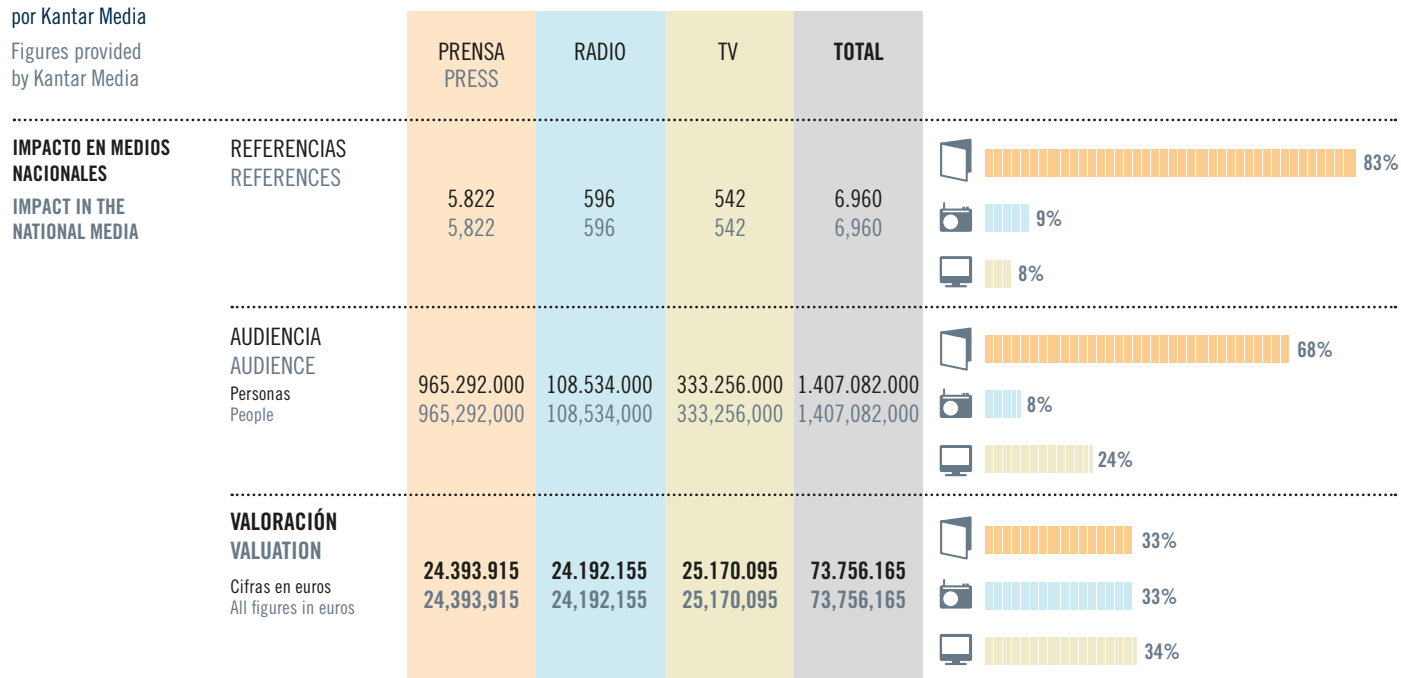 por Kantar Media
Figures provided
by Kantar Media
PRENSA
PRESS
RADIO
TV
TOTAL
IMPACTO EN MEDIOS
NACIONALES
IMPACT IN THE
NATIONAL MEDIA
REFERENCIAS
REFERENCES
5.822 596 542 6.960
5,822 596 542 6,960
83%
9%
8%
AUDIENCIA
AUDIENCE
Personas
People
965.292.000 108.534.000 333.256.000 1.407.082.000
965,292,000 108,534,000 333,256,000 1,407,082,000
68%
8%
24%
VALORACIÓN
VALUATION
Cifras en euros
All figures in euros
24.393.915 24.192.155 25.170.095 73.756.165
24,393,915 24,192,155 25,170,095 73,756,165
33%
33%
34%